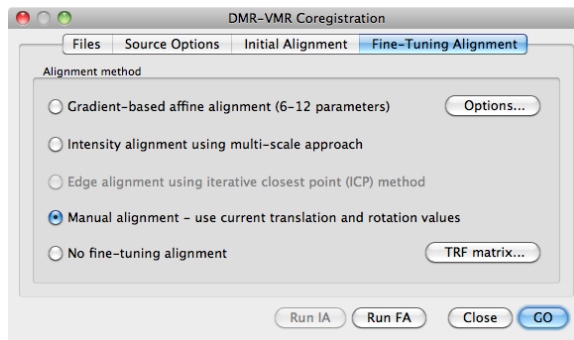 DMR-VMR Coregistration
Files Source Options Initial Alignment Fine-Tuning Alignment
Alignment method
Gradient-based affine alignment (6-12 parameters) Options...
Intensity alignment using multi-scale approach
Edge alignment using iterative closest point (ICP) method
Manual alignment - use current translation and rotation values
No fine-tuning alignment TRF matrix...
Run IA Run FA Close GO